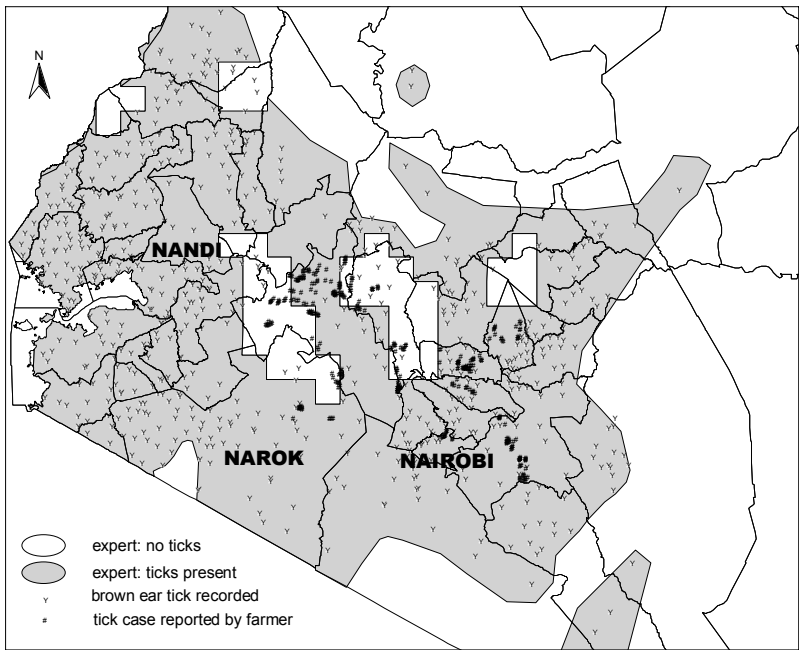 N
NANDI
NAROK
NAIROBI
expert: no ticks
expert: ticks present
brown ear tick recorded
tick case reported by farmer